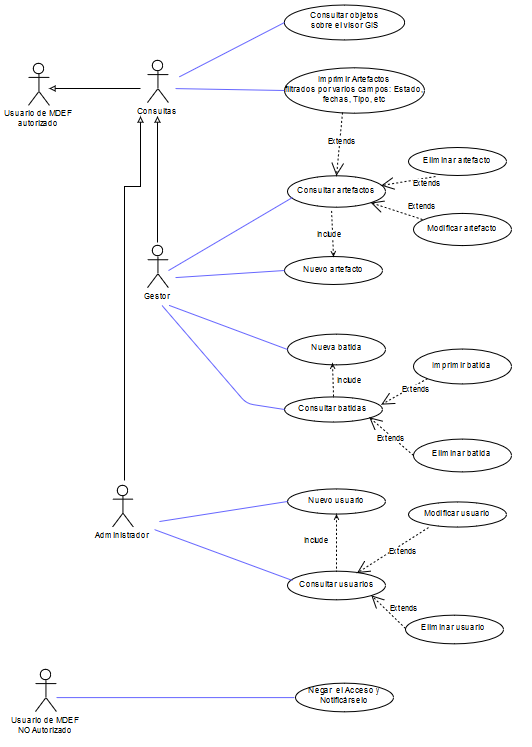 Consultar objetos
sobre el visor GIS
Imprimir Artefactos
filtrados por varios campos: Estado,
fechas, Tipo, etc
Usuario de MDEF
autorizado
Consultas
Extends
Eliminar artefacto
Extends
Consultar artefactos
Extends
Modificar artefacto
Include
Nuevo artefacto
Gestor
Nueva batida
Imprimir batida
Include
Extends
Consultar batidas
Extends
Eliminar batida
Nuevo usuario
Modificar usuario
Administrador
Include
Extends
Consultar usuarios
Extends
Eliminar usuario
Negar el Acceso y
Notificárselo
Usuario de MDEF
NO Autorizado